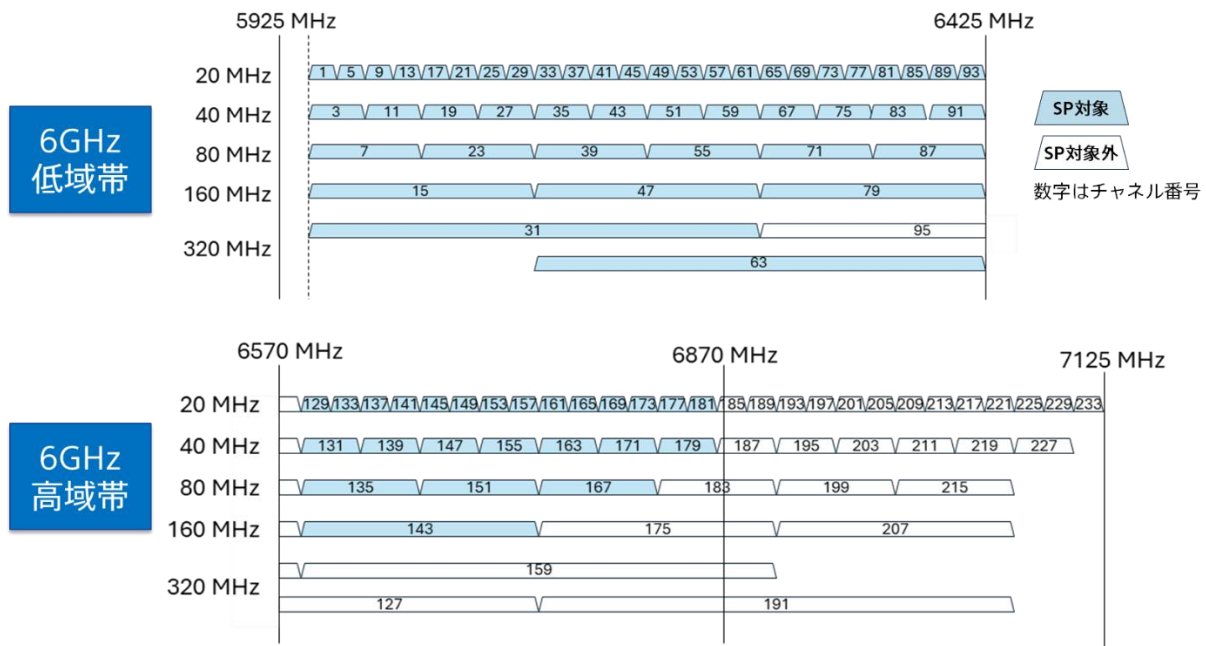 5925 MHz 6425 MHz
20 MHz 1 5 9 13 17 21 25 29 33 37 41 45 49 53 57 61 65 69 73 77 81 85 89 93
40 MHz 3 11 19 27 35 43 51 59 67 75 83 91
80 MHz 7 23 39 55 71 87
160 MHz 15 47 79
320 MHz
31 95
63
6GHz
低域帯
SP対象
SP対象外
数字はチャネル番号
6570 MHz 6870 MHz 7125 MHz
20 MHz 129 133 137 141 145 149 153 157 161 165 169 173 177 181 185 189 193 197 201 205 209 213 217 221 225 229 233
40 MHz 131 139 147 155 163 171 179 187 195 203 211 219 227
80 MHz 135 151 167 183 199 215
160 MHz 143 175 207
320 MHz
159
127 191
6GHz
高域帯